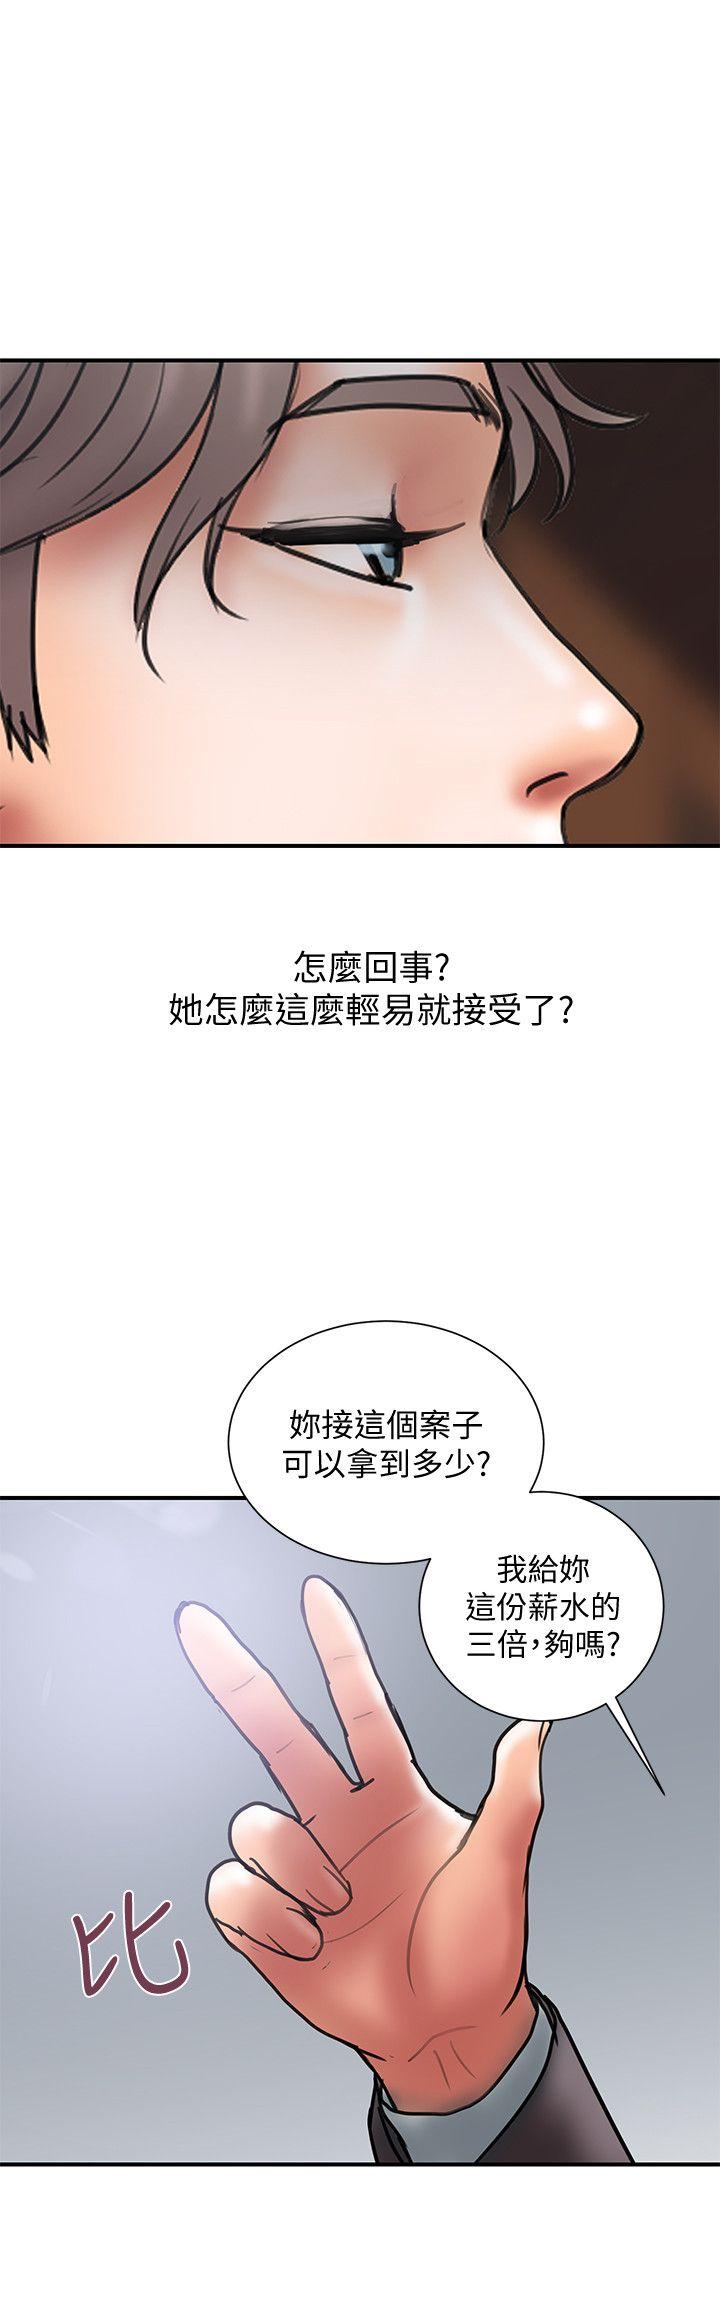 怎麼回事?
她怎麼這麼輕易就接受了?
妳接這個案子
可以拿到多少?
我給妳
這份薪水的
三倍,夠嗎?
比